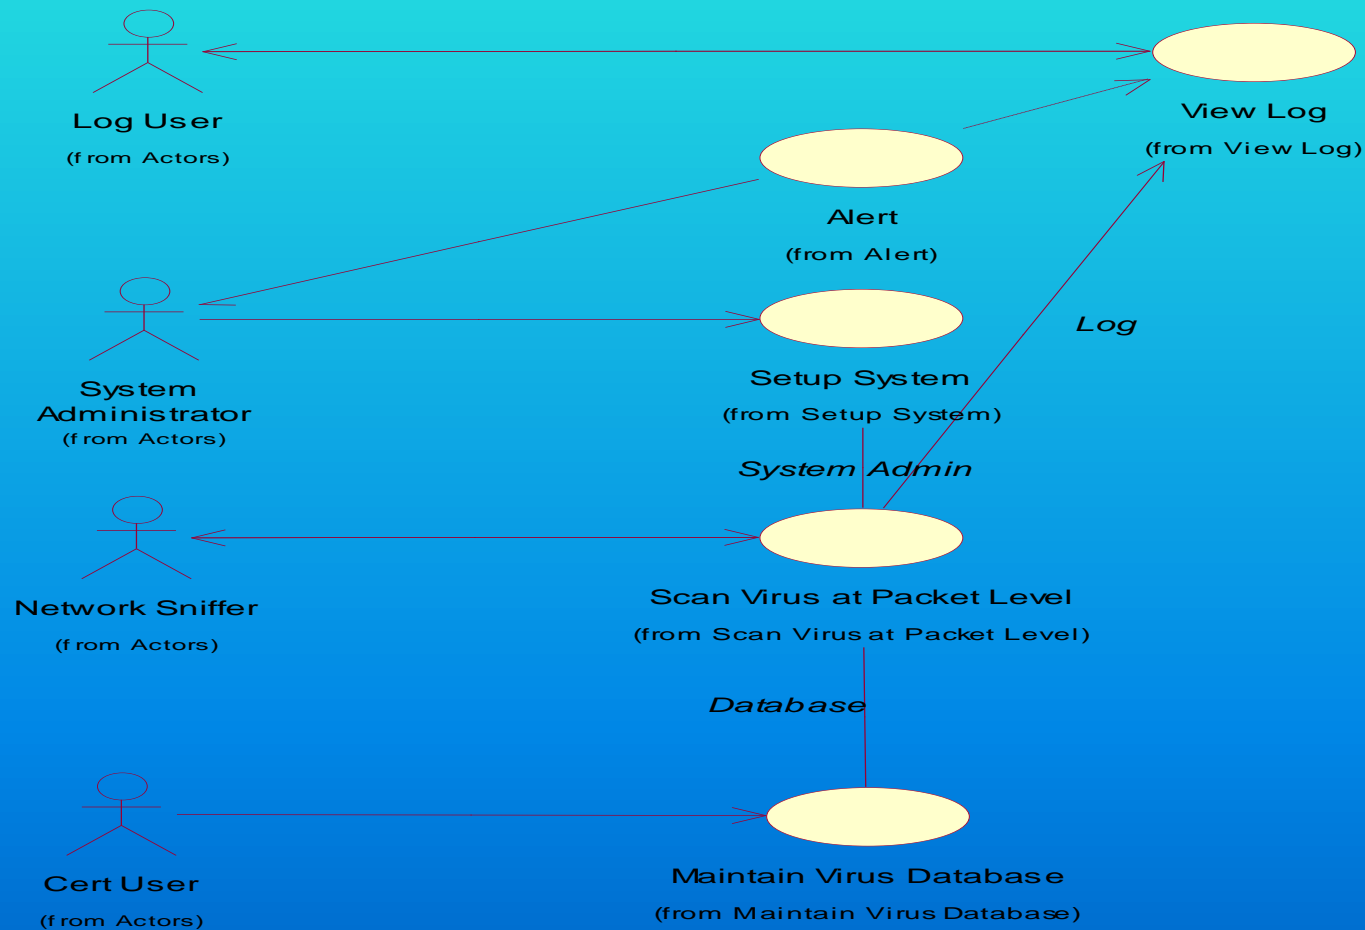 Log User
(from Actors)
View Log
(from View Log)
Alert
(from Alert)
Log
System
Administrator
(from Actors)
Setup System
(from Setup System)
System Admin
Network Sniffer
(from Actors)
Scan Virus at Packet Level
(from Scan Virus at Packet Level)
Database
Cert User
(from Actors)
Maintain Virus Database
(from Maintain Virus Database)